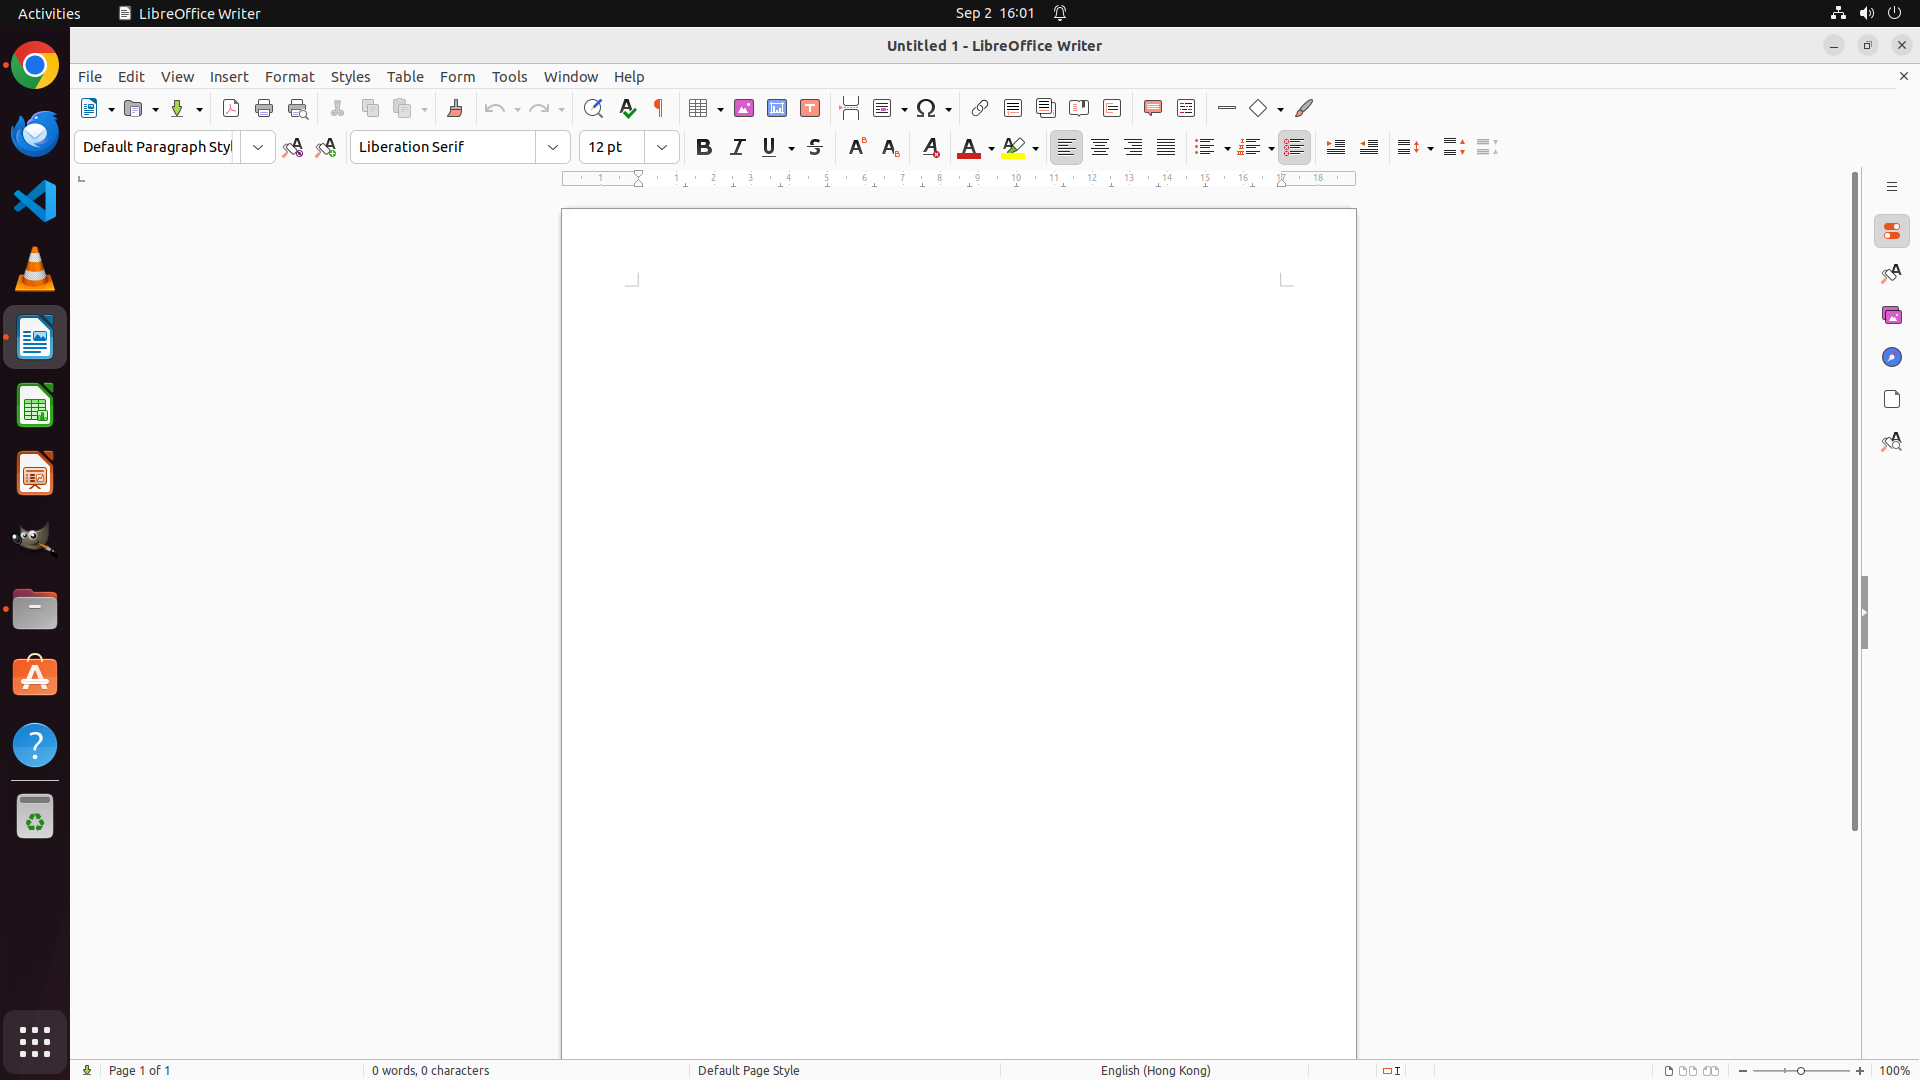 Activities LibreOffice Writer Sep 2 16:01
Untitled 1 - LibreOffice Writer
File Edit View Insert Format Styles Table Form Tools Window Help
Default Paragraph Styl Liberation Serif 12 pt
1 1 2 3 4 5 6 7 8 9 10 11 12 13 14 15 16 17 18
Page 1 of 1 0 words, 0 characters Default Page Style English (Hong Kong) 100%